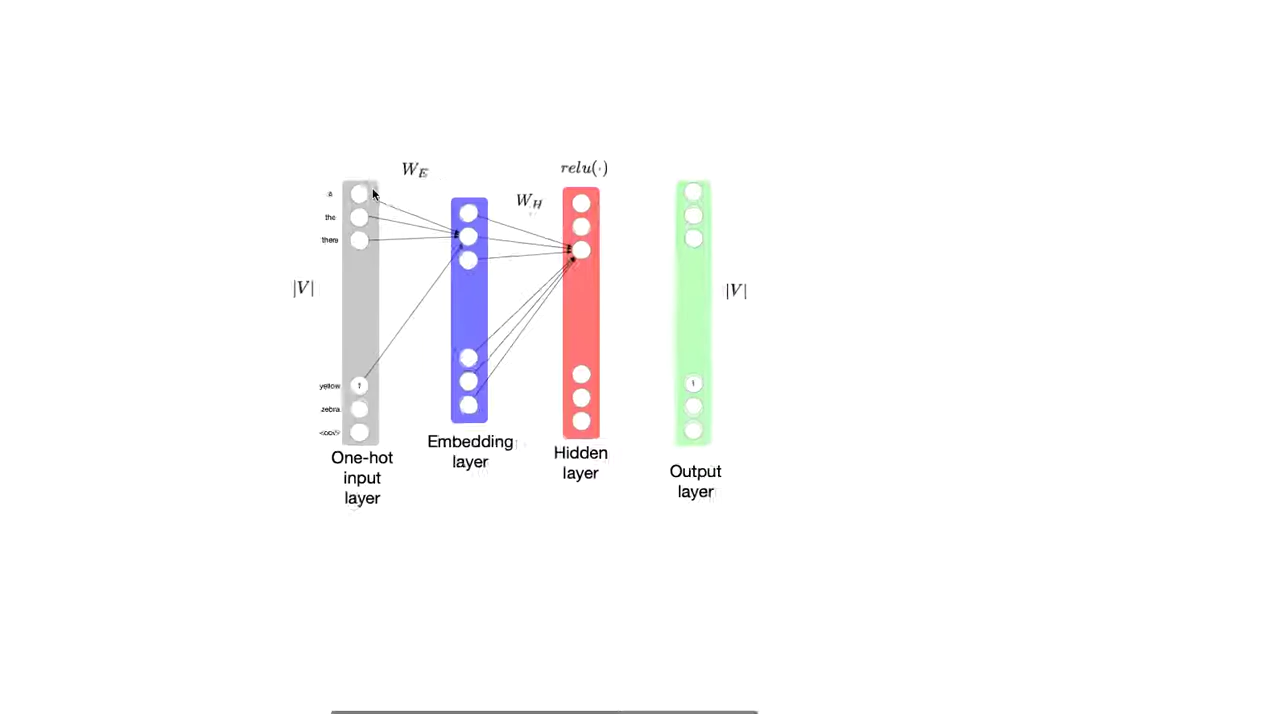 W_E
relu(·)
W_H
a
the
there
|V|
|V|
yellow
1
1
zebra
One-hot
input
layer
Embedding
layer
Hidden
layer
Output
layer